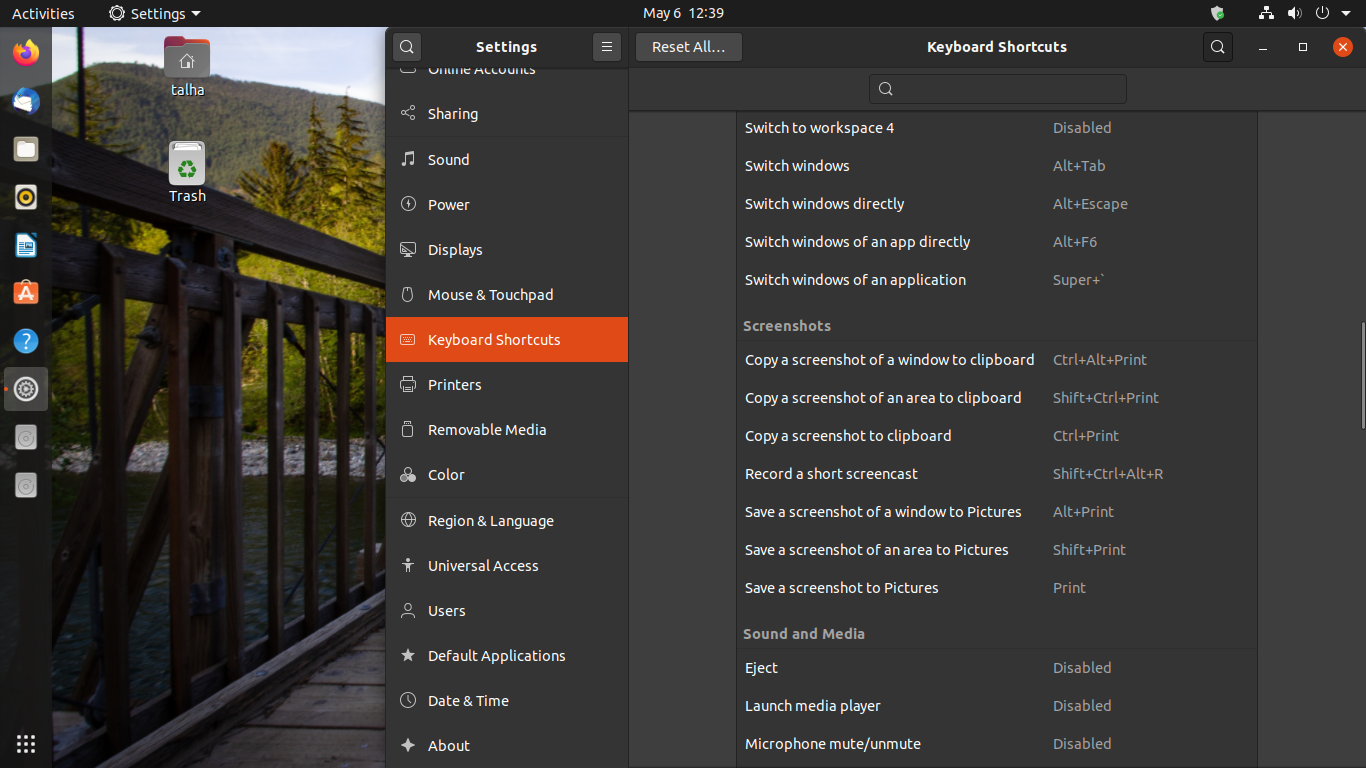 Activities
Settings
May 6 12:39
talha
Trash
Settings
Online Accounts
Sharing
Sound
Power
Displays
Mouse & Touchpad
Keyboard Shortcuts
Printers
Removable Media
Color
Region & Language
Universal Access
Users
Default Applications
Date & Time
About
Reset All...
Keyboard Shortcuts
Switch to workspace 4 Disabled
Switch windows Alt+Tab
Switch windows directly Alt+Escape
Switch windows of an app directly Alt+F6
Switch windows of an application Super+`
Screenshots
Copy a screenshot of a window to clipboard Ctrl+Alt+Print
Copy a screenshot of an area to clipboard Shift+Ctrl+Print
Copy a screenshot to clipboard Ctrl+Print
Record a short screencast Shift+Ctrl+Alt+R
Save a screenshot of a window to Pictures Alt+Print
Save a screenshot of an area to Pictures Shift+Print
Save a screenshot to Pictures Print
Sound and Media
Eject Disabled
Launch media player Disabled
Microphone mute/unmute Disabled